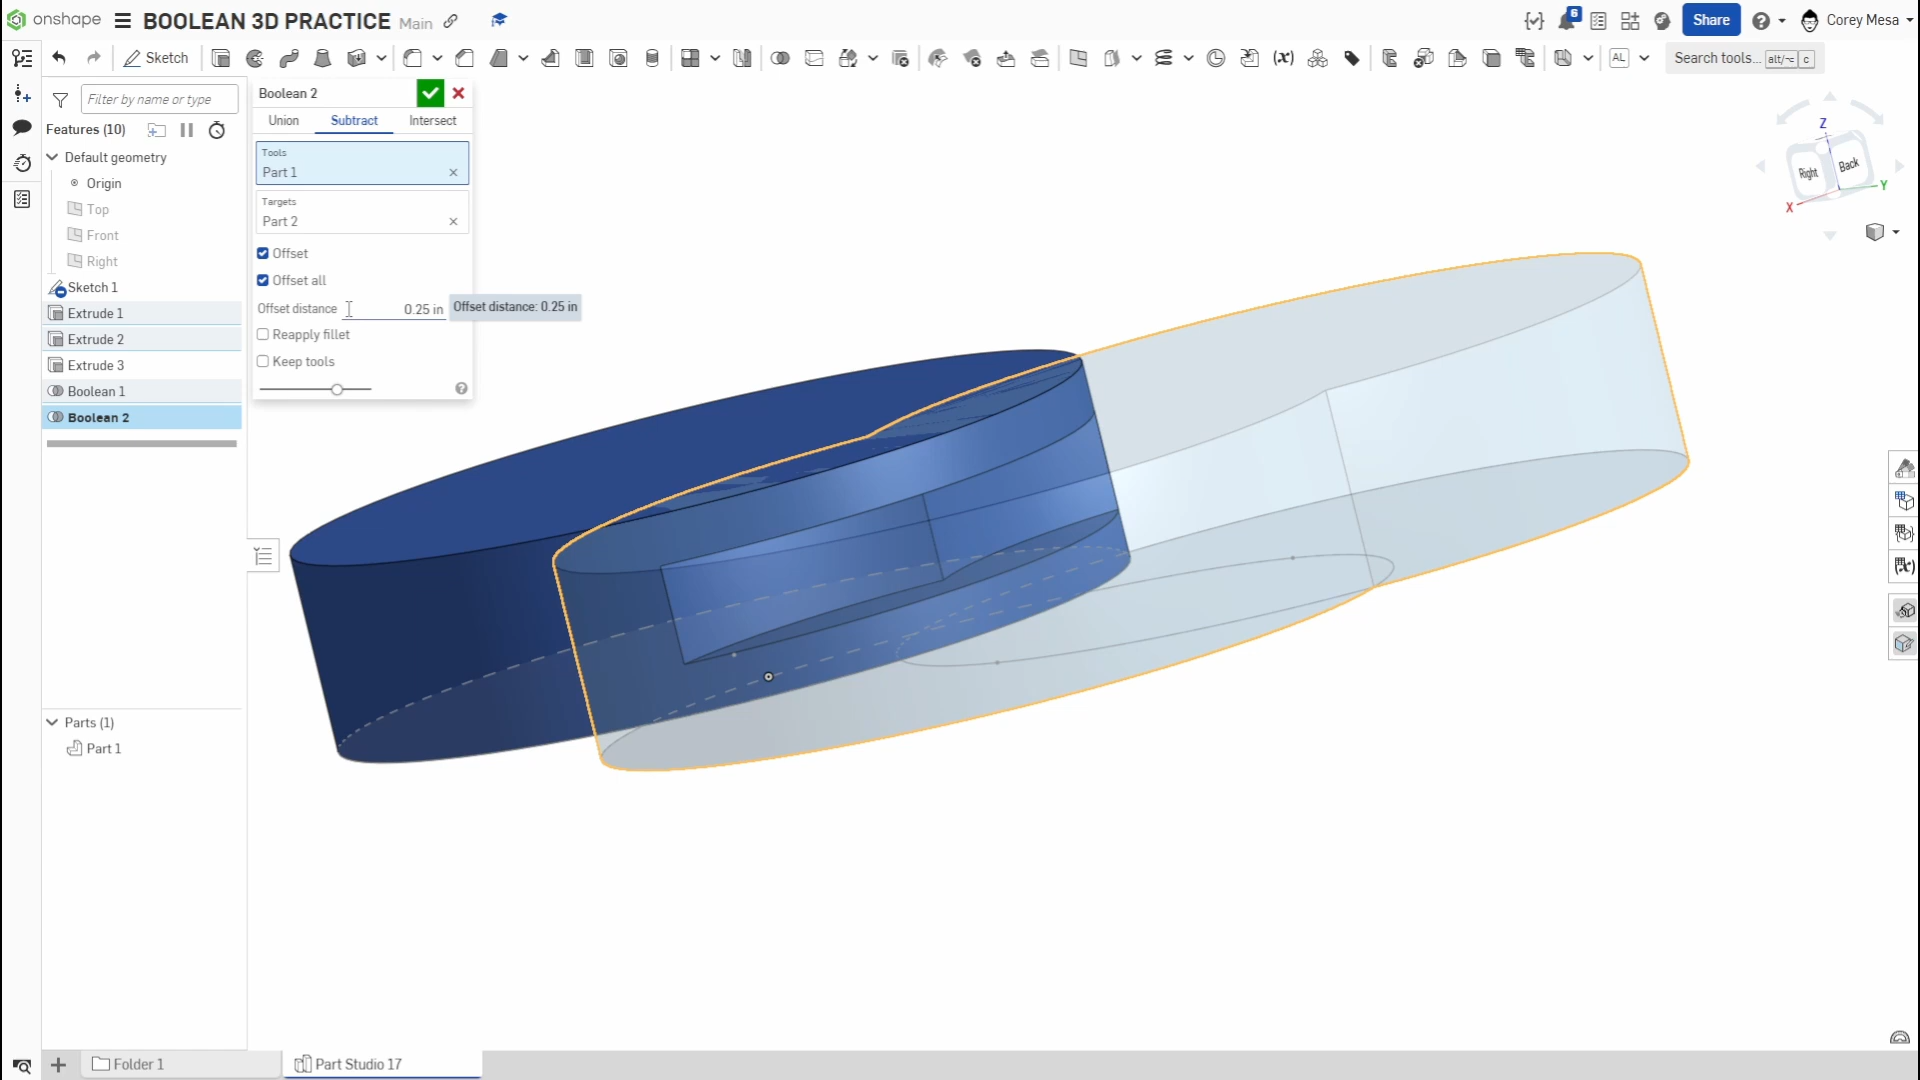 onshape BOOLEAN 3D PRACTICE Main 6 Share Corey Mesa
Sketch AL Search tools... alt/⌥ c
Filter by name or type
Features (10)
Default geometry
Origin
Top
Front
Right
Sketch 1
Extrude 1
Extrude 2
Extrude 3
Boolean 1
Boolean 2
Parts (1)
Part 1
Boolean 2
Union Subtract Intersect
Tools
Part 1
Targets
Part 2
Offset
Offset all
Offset distance 0.25 in
Offset distance: 0.25 in
Reapply fillet
Keep tools
Z
Right Back
X Y
Folder 1 Part Studio 17